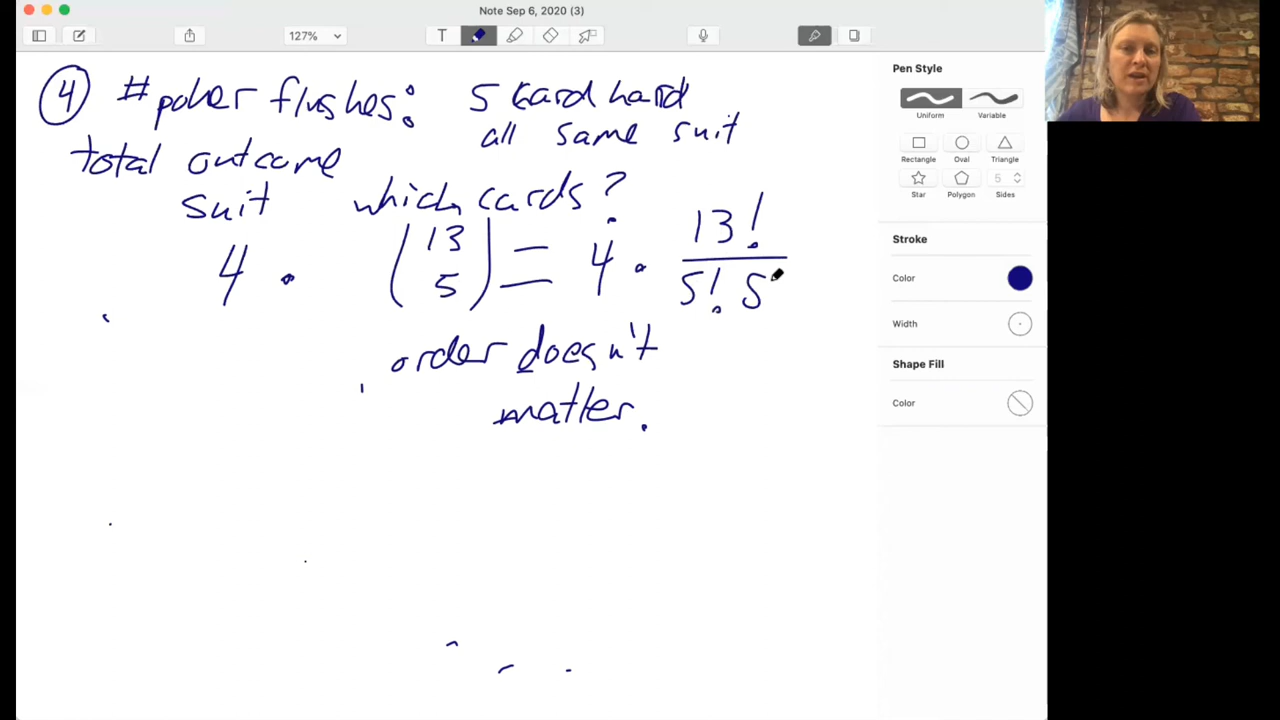 Note Sep 6, 2020 (3)
127%
T
④ # poker flushes: 5 card hand
all same suit
total outcome
suit which cards?
4 · (13 5) = 4 · 13! / 5! 5
order doesn't
matter.
Pen Style
Uniform Variable
Rectangle Oval Triangle
5
Star Polygon Sides
Stroke
Color
Width
Shape Fill
Color